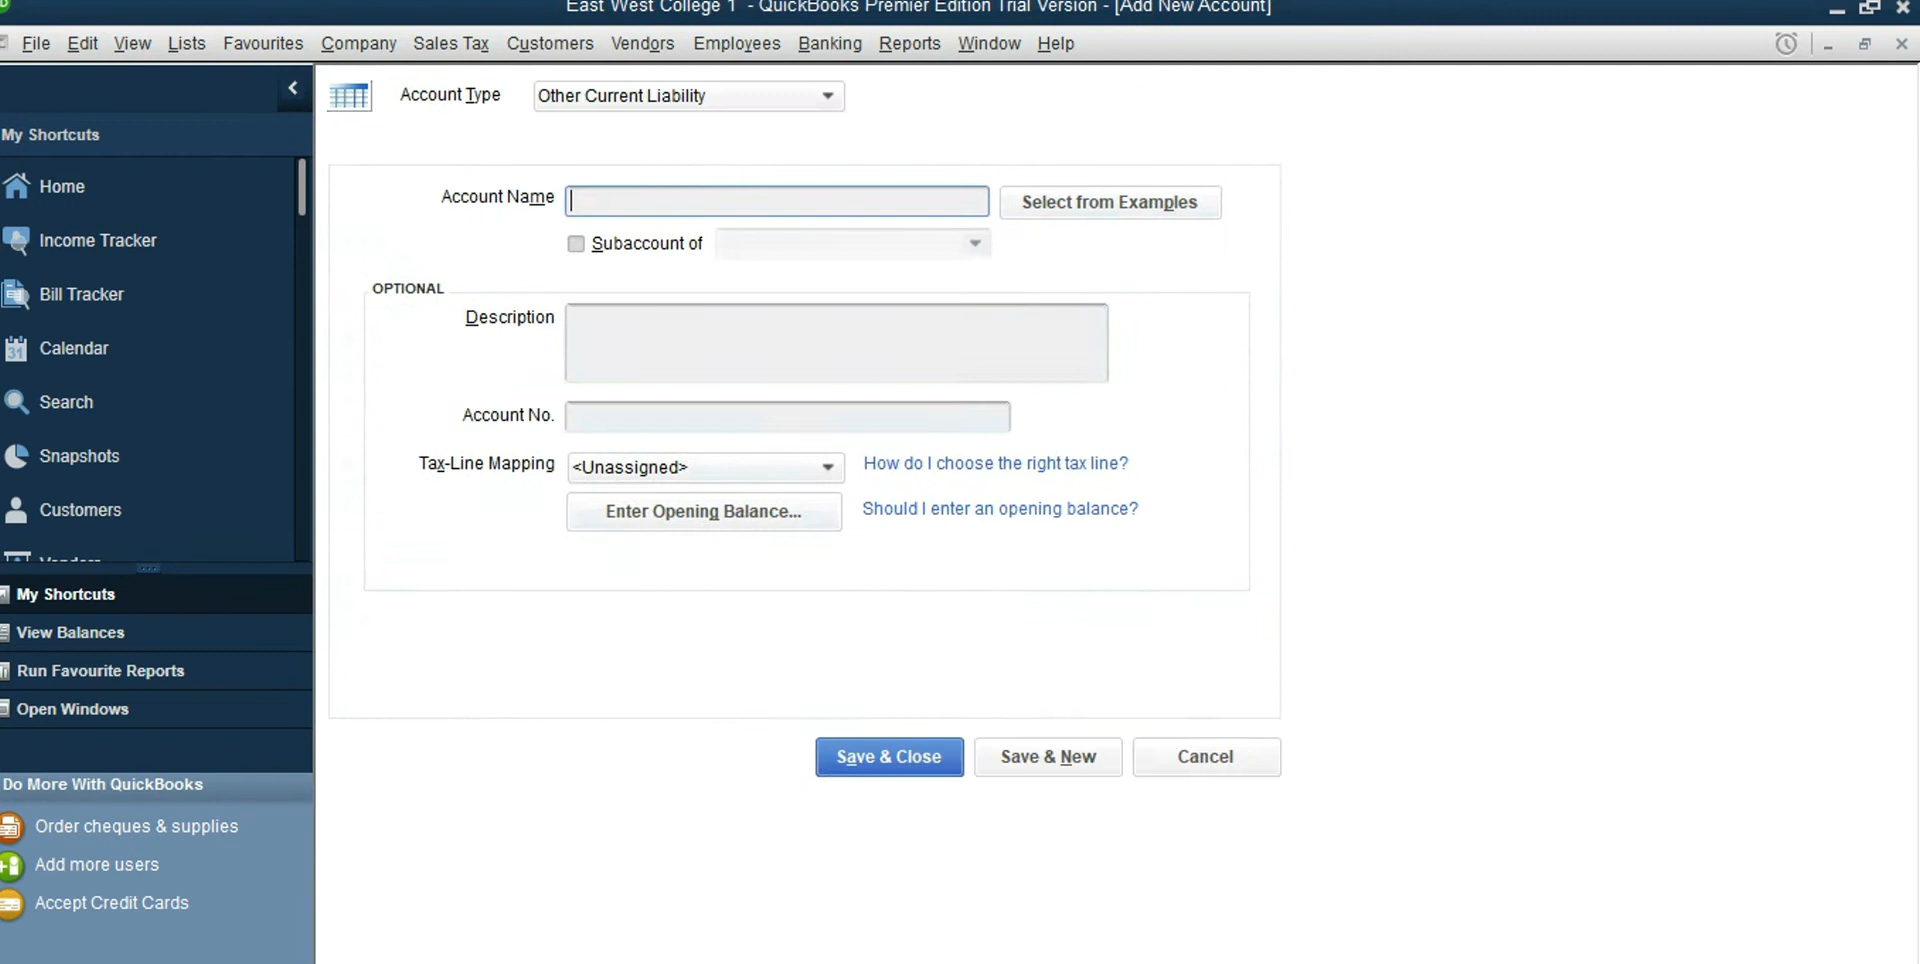 East West College 1 - QuickBooks Premier Edition Trial Version - [Add New Account]
File Edit View Lists Favourites Company Sales Tax Customers Vendors Employees Banking Reports Window Help
Account Type Other Current Liability
My Shortcuts
Home
Income Tracker
Bill Tracker
31 Calendar
Search
Snapshots
Customers
Vendors
My Shortcuts
View Balances
Run Favourite Reports
Open Windows
Do More With QuickBooks
Order cheques & supplies
Add more users
Accept Credit Cards
Account Name Select from Examples
Subaccount of
OPTIONAL
Description
Account No.
Tax-Line Mapping <Unassigned> How do I choose the right tax line?
Enter Opening Balance... Should I enter an opening balance?
Save & Close Save & New Cancel